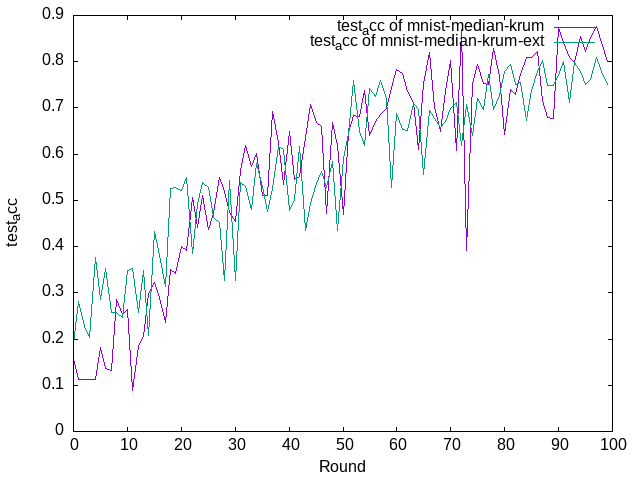 test_acc of mnist-median-krum
test_acc of mnist-median-krum-ext
0.9
0.8
0.7
0.6
0.5
0.4
0.3
0.2
0.1
0
test_acc
0 10 20 30 40 50 60 70 80 90 100
Round